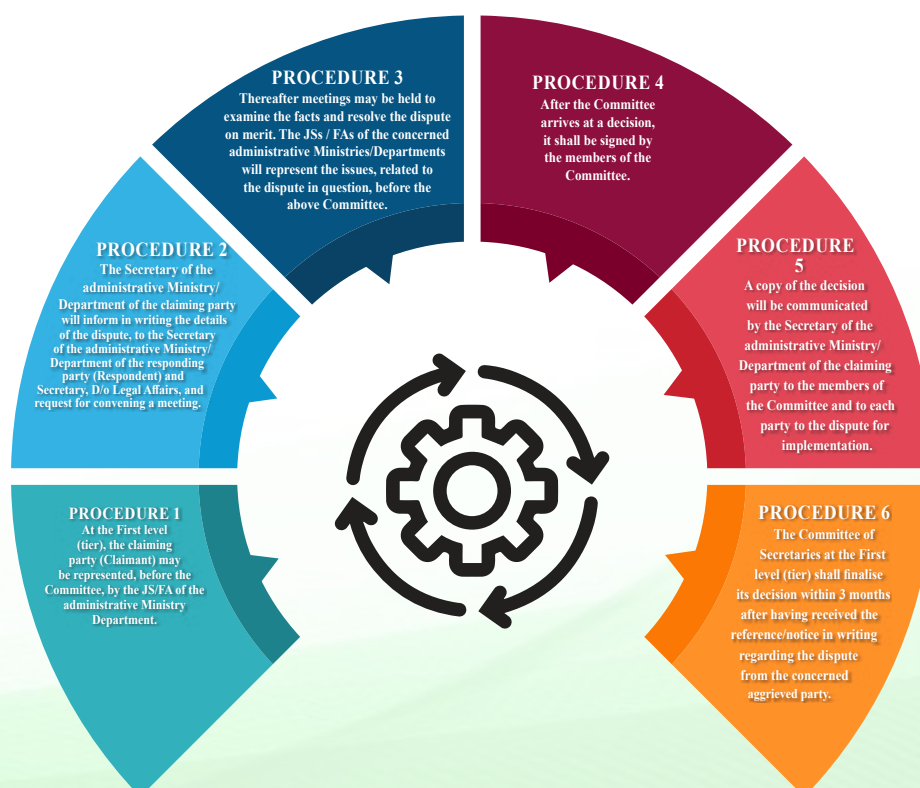 PROCEDURE 1
At the First level
(tier), the claiming
party (Claimant) may
be represented, before the
Committee, by the JS/FA of the
administrative Ministry
Department.
PROCEDURE 2
The Secretary of the
administrative Ministry/
Department of the claiming party
will inform in writing the details
of the dispute, to the Secretary
of the administrative Ministry/
Department of the responding
party (Respondent) and
Secretary, D/o Legal Affairs, and
request for convening a meeting.
PROCEDURE 3
Thereafter meetings may be held to
examine the facts and resolve the dispute
on merit. The JSs / FAs of the concerned
administrative Ministries/Departments
will represent the issues, related to
the dispute in question, before the
above Committee.
PROCEDURE 4
After the Committee
arrives at a decision,
it shall be signed by
the members of the
Committee.
PROCEDURE
5
A copy of the decision
will be communicated
by the Secretary of the
administrative Ministry/
Department of the claiming
party to the members of
the Committee and to each
party to the dispute for
implementation.
PROCEDURE 6
The Committee of
Secretaries at the First
level (tier) shall finalise
its decision within 3 months
after having received the
reference/notice in writing
regarding the dispute
from the concerned
aggrieved party.